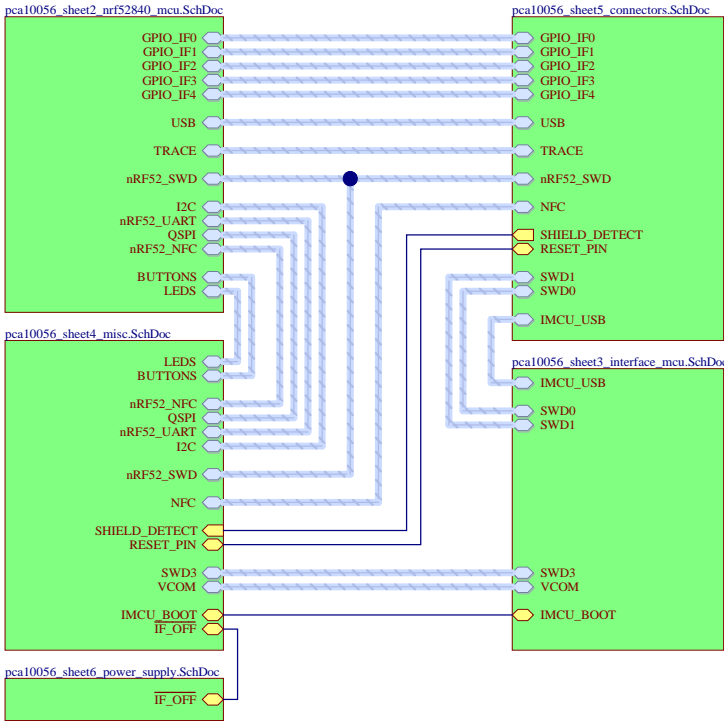 pca10056_sheet2_nrf52840_mcu.SchDoc
GPIO_IF0
GPIO_IF1
GPIO_IF2
GPIO_IF3
GPIO_IF4
USB
TRACE
nRF52_SWD
I2C
nRF52_UART
QSPI
nRF52_NFC
BUTTONS
LEDS
pca10056_sheet4_misc.SchDoc
LEDS
BUTTONS
nRF52_NFC
QSPI
nRF52_UART
I2C
nRF52_SWD
NFC
SHIELD_DETECT
RESET_PIN
SWD3
VCOM
IMCU_BOOT
IF_OFF
pca10056_sheet6_power_supply.SchDoc
IF_OFF
pca10056_sheet5_connectors.SchDoc
GPIO_IF0
GPIO_IF1
GPIO_IF2
GPIO_IF3
GPIO_IF4
USB
TRACE
nRF52_SWD
NFC
SHIELD_DETECT
RESET_PIN
SWD1
SWD0
IMCU_USB
pca10056_sheet3_interface_mcu.SchDoc
IMCU_USB
SWD0
SWD1
SWD3
VCOM
IMCU_BOOT